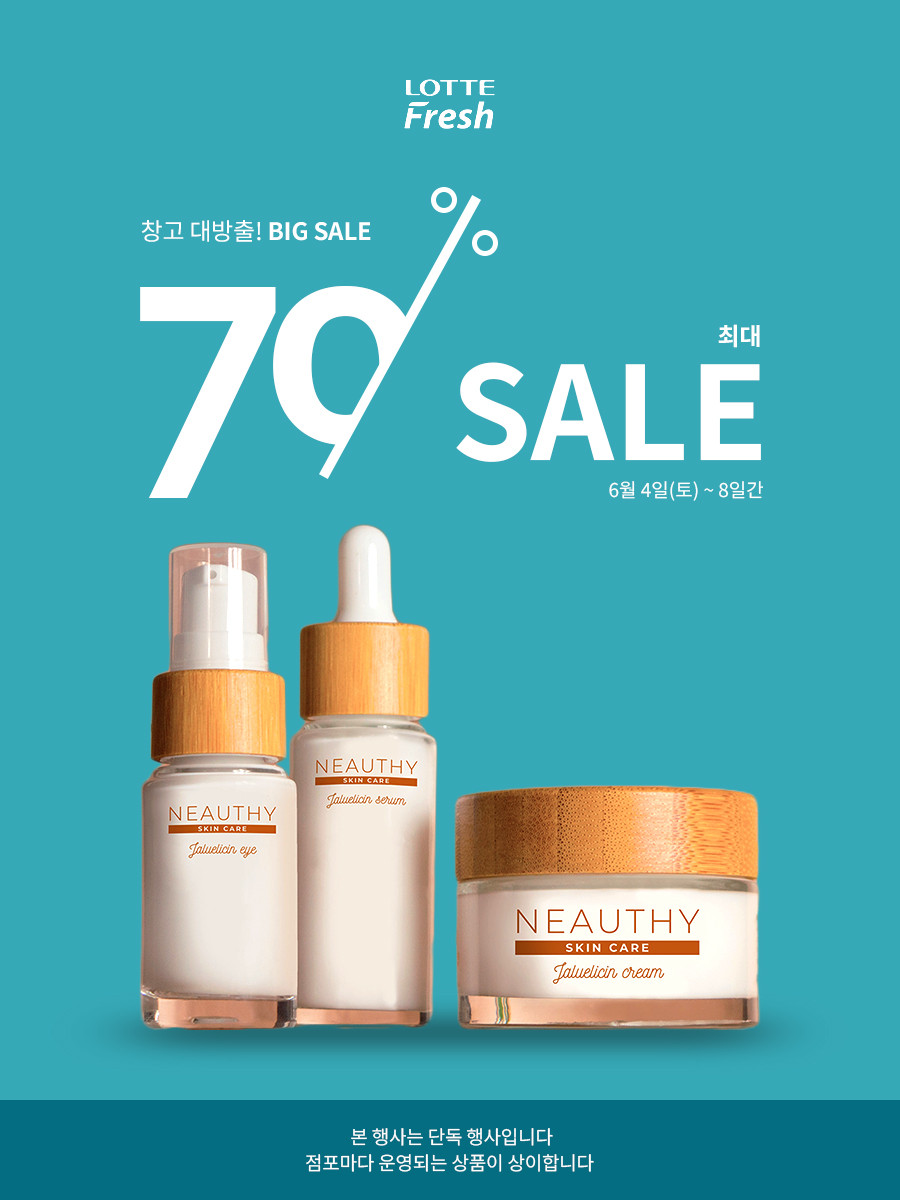 LOTTE
Fresh
창고 대방출! BIG SALE
70%
최대
SALE
6월 4일(토) ~ 8일간
NEAUTHY
SKIN CARE
Jaluelicin eye
NEAUTHY
SKIN CARE
Jaluelicin serum
NEAUTHY
SKIN CARE
Jaluelicin cream
본 행사는 단독 행사입니다
점포마다 운영되는 상품이 상이합니다